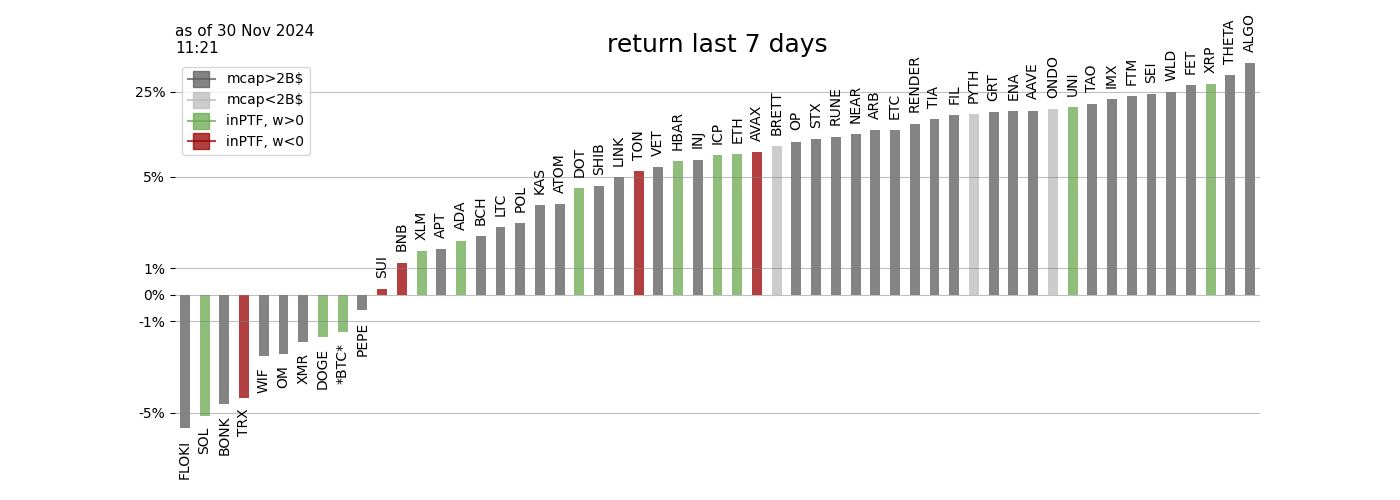 as of 30 Nov 2024
11:21
return last 7 days
mcap>2B$
mcap<2B$
inPTF, w>0
inPTF, w<0
25%
5%
1%
0%
-1%
-5%
FLOKI
SOL
BONK
TRX
WIF
OM
XMR
DOGE
*BTC*
PEPE
SUI
BNB
XLM
APT
ADA
BCH
LTC
POL
KAS
ATOM
DOT
SHIB
LINK
TON
VET
HBAR
INJ
ICP
ETH
AVAX
BRETT
OP
STX
RUNE
NEAR
ARB
ETC
RENDER
TIA
FIL
PYTH
GRT
ENA
AAVE
ONDO
UNI
TAO
IMX
FTM
SEI
WLD
FET
XRP
THETA
ALGO